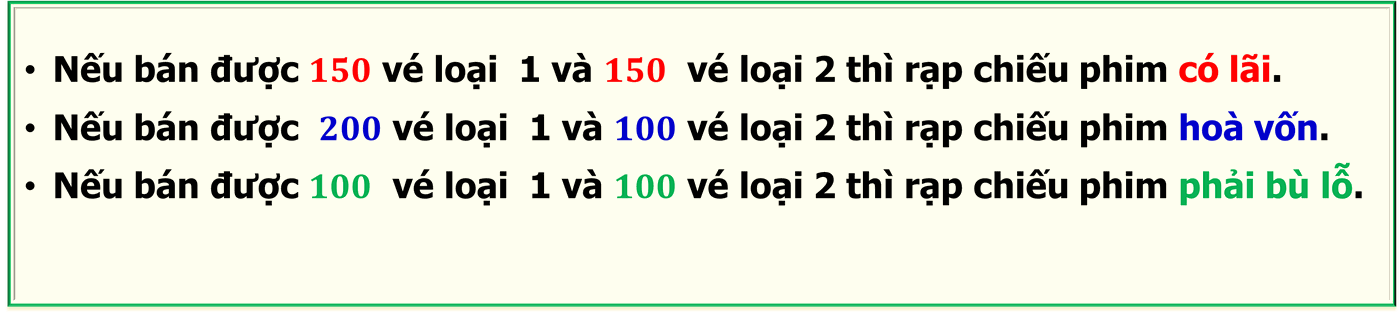 • Nếu bán được 150 vé loại 1 và 150 vé loại 2 thì rạp chiếu phim có lãi.
• Nếu bán được 200 vé loại 1 và 100 vé loại 2 thì rạp chiếu phim hoà vốn.
• Nếu bán được 100 vé loại 1 và 100 vé loại 2 thì rạp chiếu phim phải bù lỗ.